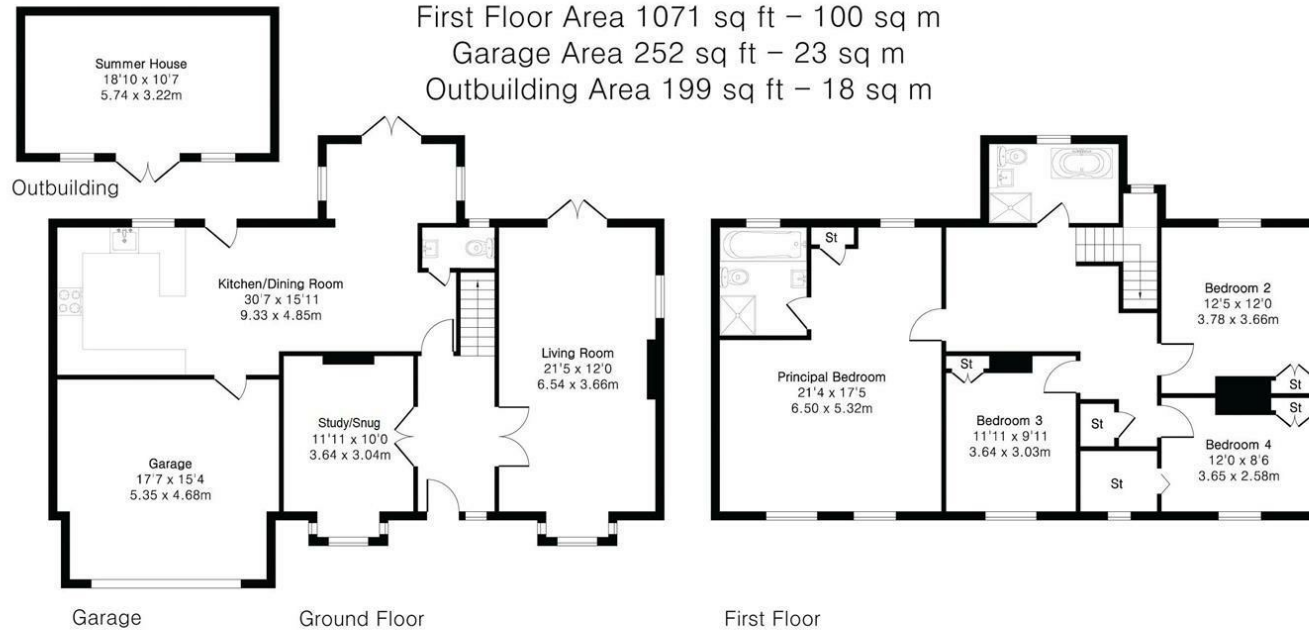 First Floor Area 1071 sq ft – 100 sq m
Garage Area 252 sq ft – 23 sq m
Outbuilding Area 199 sq ft – 18 sq m
Summer House
18'10 x 10'7
5.74 x 3.22m
Outbuilding
Kitchen/Dining Room
30'7 x 15'11
9.33 x 4.85m
Living Room
21'5 x 12'0
6.54 x 3.66m
Study/Snug
11'11 x 10'0
3.64 x 3.04m
Garage
17'7 x 15'4
5.35 x 4.68m
Garage
Ground Floor
St
Bedroom 2
12'5 x 12'0
3.78 x 3.66m
Principal Bedroom
21'4 x 17'5
6.50 x 5.32m
St
Bedroom 3
11'11 x 9'11
3.64 x 3.03m
St
St
St
Bedroom 4
12'0 x 8'6
3.65 x 2.58m
St
First Floor